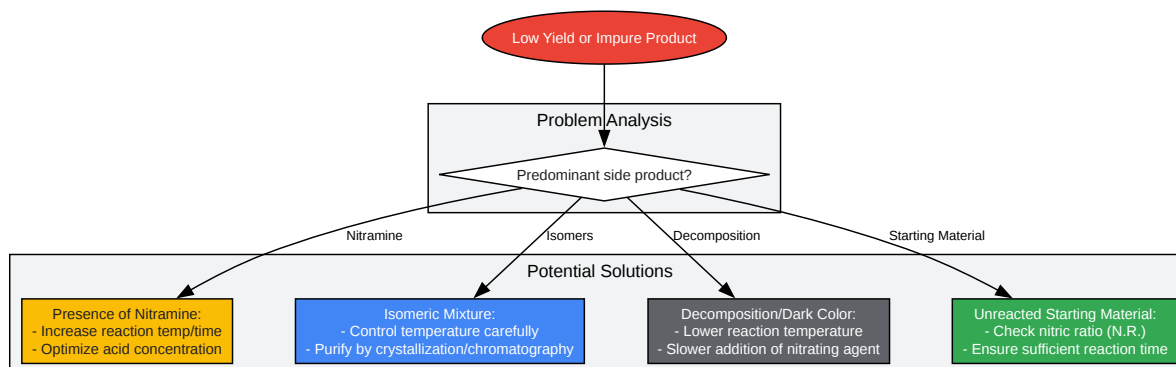 Low Yield or Impure Product
Problem Analysis
Predominant side product?
Nitramine
Isomers
Decomposition
Starting Material
Potential Solutions
Presence of Nitramine:
- Increase reaction temp/time
- Optimize acid concentration
Isomeric Mixture:
- Control temperature carefully
- Purify by crystallization/chromatography
Decomposition/Dark Color:
- Lower reaction temperature
- Slower addition of nitrating agent
Unreacted Starting Material:
- Check nitric ratio (N.R.)
- Ensure sufficient reaction time